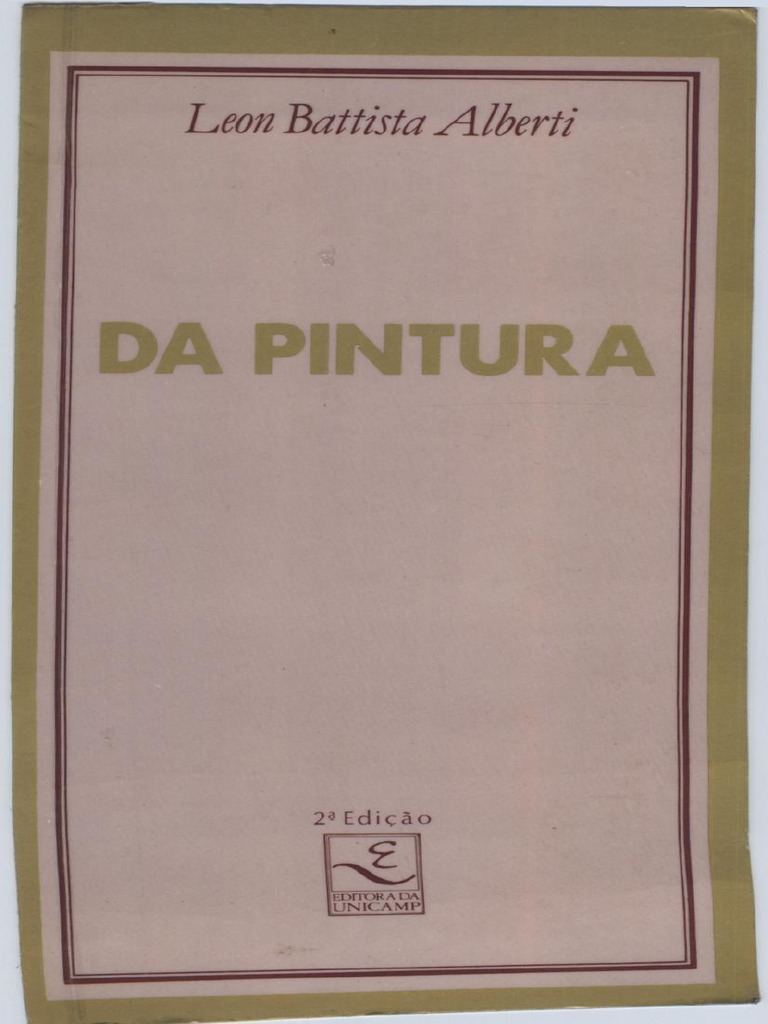 Leon Battista Alberti
DA PINTURA
2ª Edição
EDITORA DA
UNICAMP